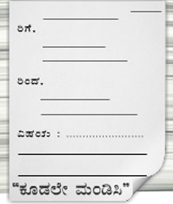 ರಿಗೆ.
ರಿಂದ.
ವಿಷಯ : ........................
“ಕೂಡಲೇ ಮಂಡಿಸಿ”